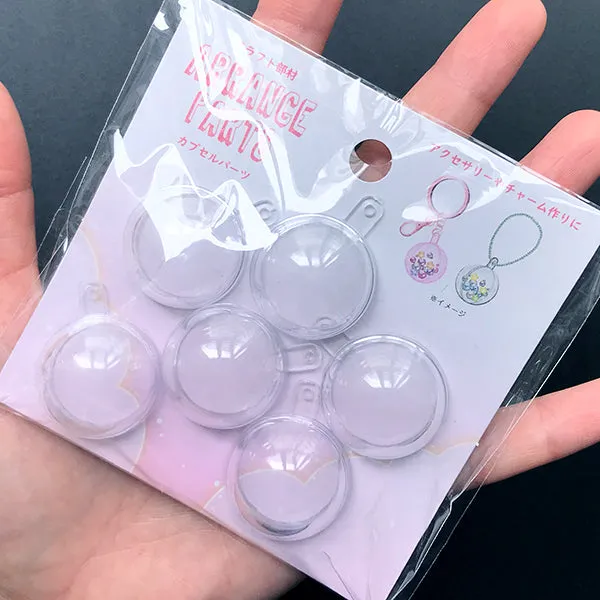 ラフト部材
ARRANGE
PARTS
カプセルパーツ
アクセサリーやチャーム作りに
※イメージ